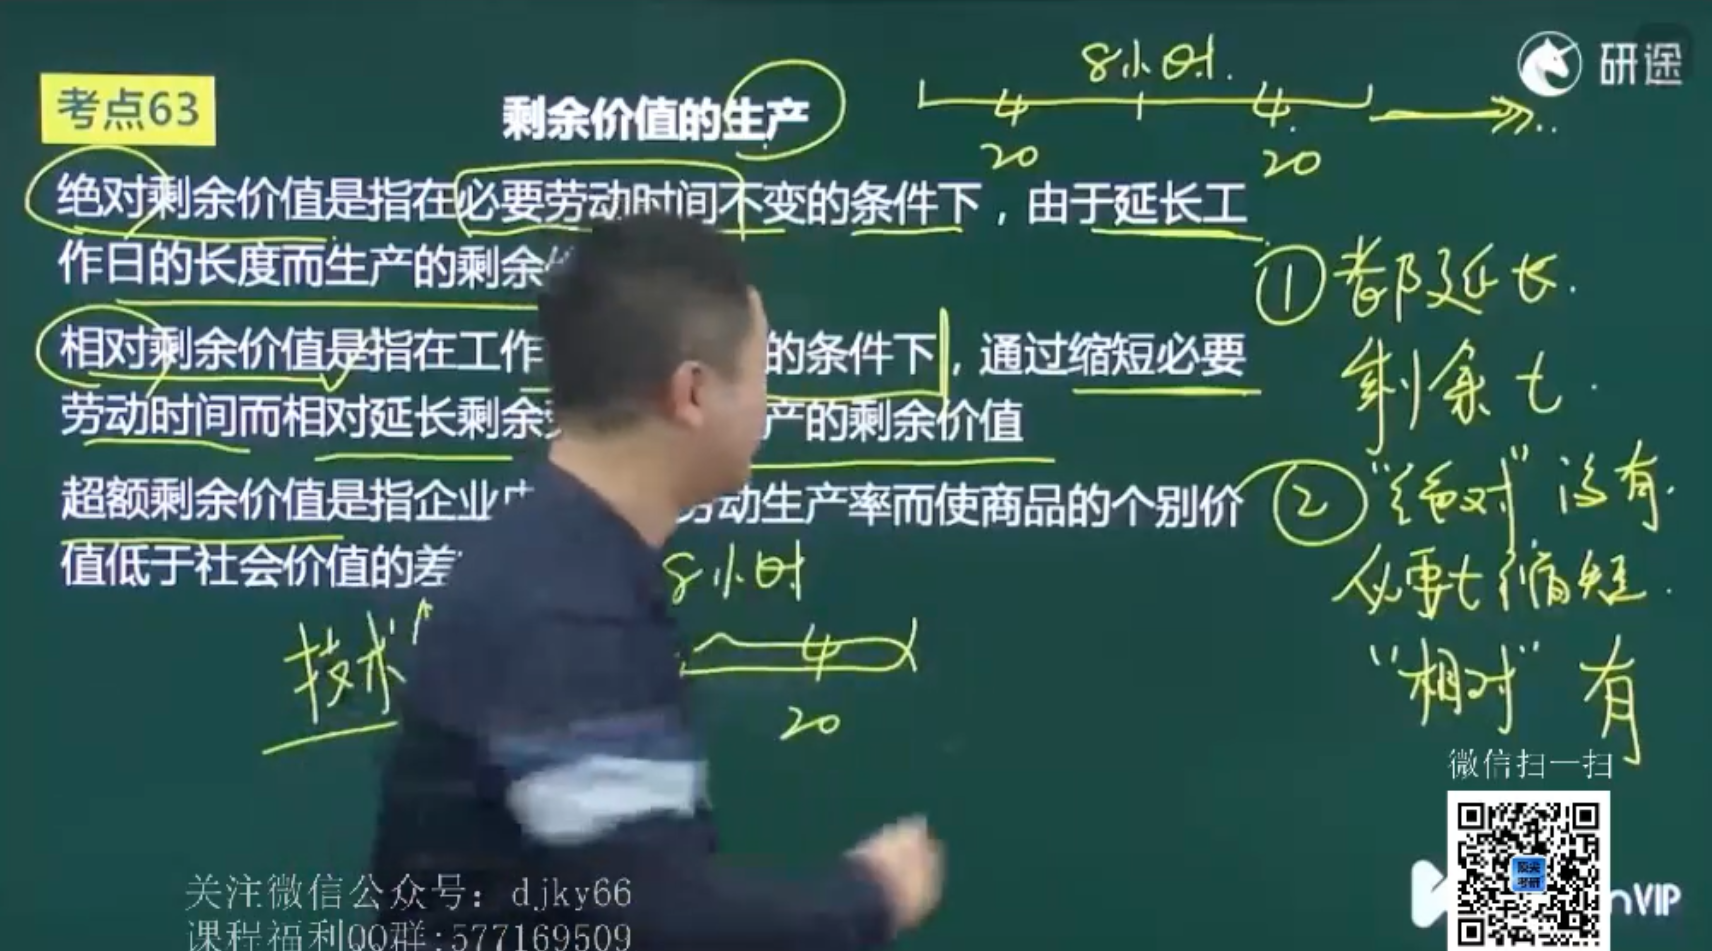 研途
8小时.
考点63
剩余价值的生产
4 4
20 20
绝对剩余价值是指在必要劳动时间不变的条件下，由于延长工
作日的长度而生产的剩余
相对剩余价值是指在工作 的条件下，通过缩短必要
劳动时间而相对延长剩余 产的剩余价值
超额剩余价值是指企业 劳动生产率而使商品的个别价
值低于社会价值的差
①都延长.
剩余t.
②“绝对”没有.
必要t缩短.
“相对”有
8小时
技术
4
20
微信扫一扫
顶尖
考研
nVIP
关注微信公众号: djky66
课程福利QQ群:577169509